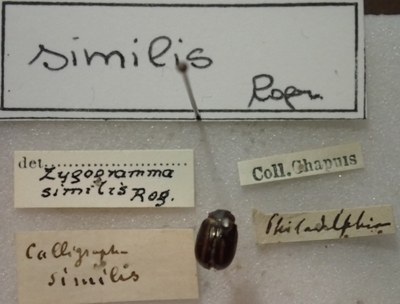 similis
Rogers
det.
Zygogramma
similis Rog.
Coll. Chapuis
Philadelphia
Calligrapha
similis